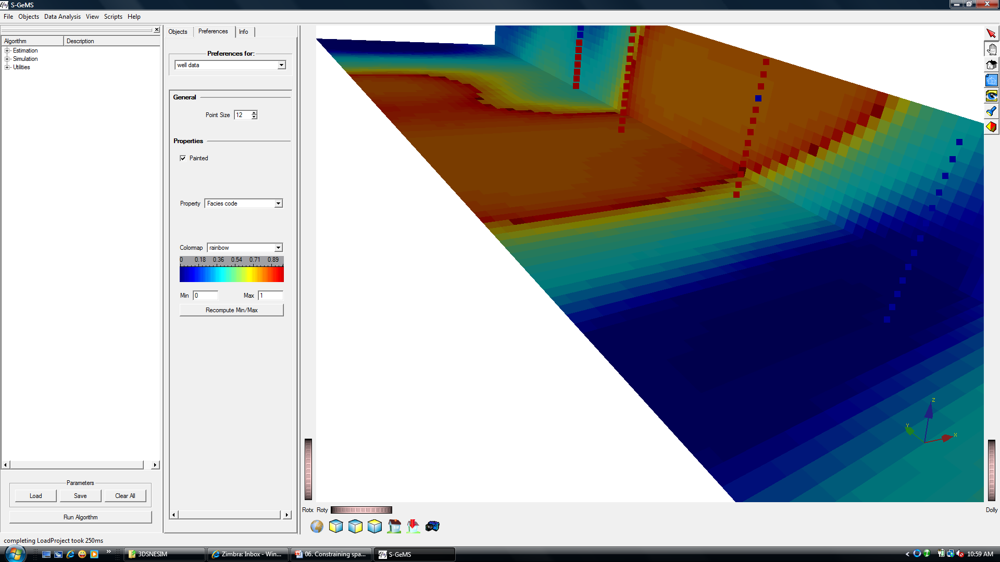 S-GeMS
File Objects Data Analysis View Scripts Help
Algorithm Description
Estimation
Simulation
Utilities
Objects Preferences Info
Preferences for:
well data
General
Point Size 12
Properties
Painted
Property Facies code
Colormap rainbow
0 0.18 0.36 0.54 0.71 0.89
Min 0 Max 1
Recompute Min/Max
Z
Y
X
Parameters
Load Save Clear All
Run Algorithm
Rotx Roty
Dolly
completing LoadProject took 250ms
3DSNESIM
Zimbra: Inbox - Win...
06. Constraining spa...
S-GeMS
10:59 AM